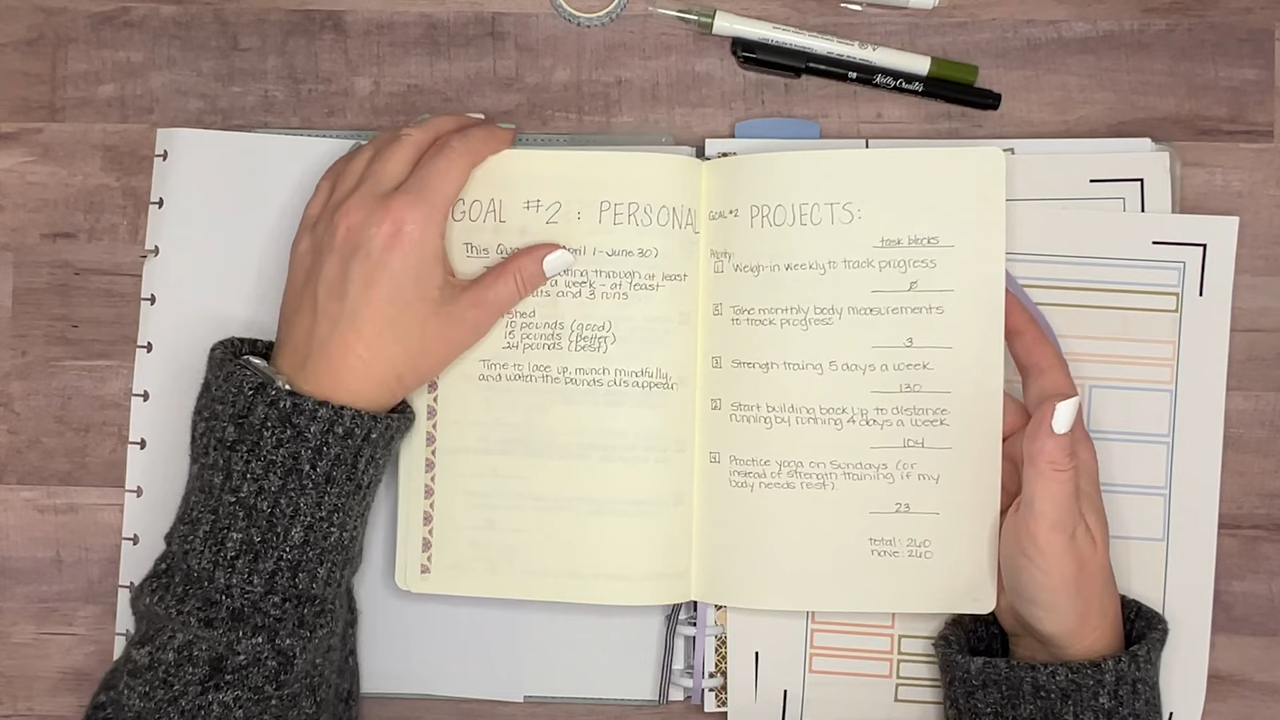 Kelly Creates
GOAL #2 : PERSONAL
This Qu April 1-June 30)
ating through at least
a week - at least
and 3 runs
10 pounds (good)
15 pounds (better)
24 pounds (best)
Time to lace up, munch mindfully,
and watch the pounds disappear
GOAL #2 PROJECTS:
task blocks
Priority:
1 Weigh-in weekly to track progress
Ø
5 Take monthly body measurements
to track progress
3
3 Strength traing 5 days a week
130
2 Start building back up to distance
running by running 4 days a week
104
4 Practice yoga on Sundays (or
instead of strength training if my
body needs rest).
23
total: 260
have: 260